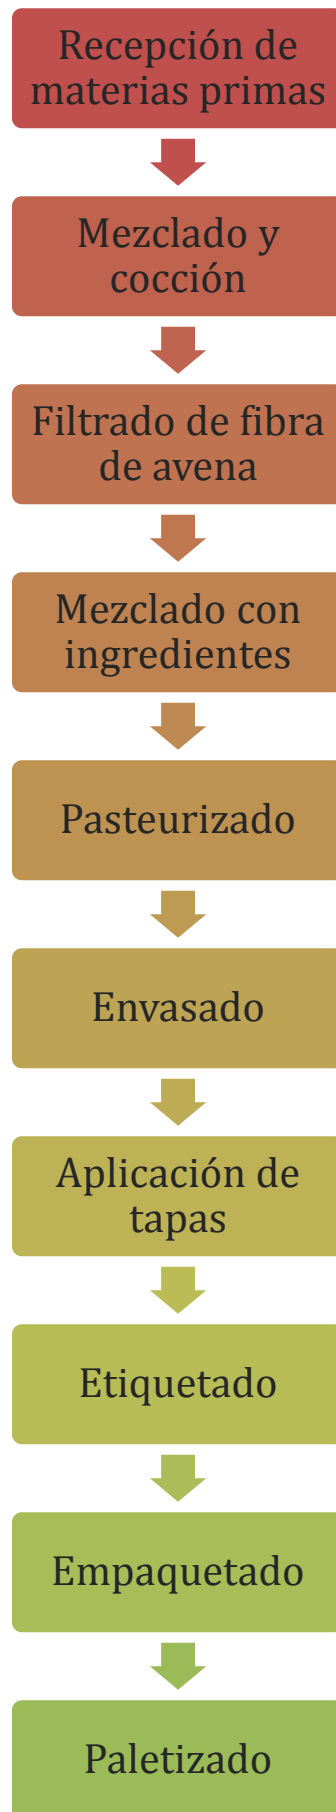 Recepción de
materias primas
Mezclado y
cocción
Filtrado de fibra
de avena
Mezclado con
ingredientes
Pasteurizado
Envasado
Aplicación de
tapas
Etiquetado
Empaquetado
Paletizado